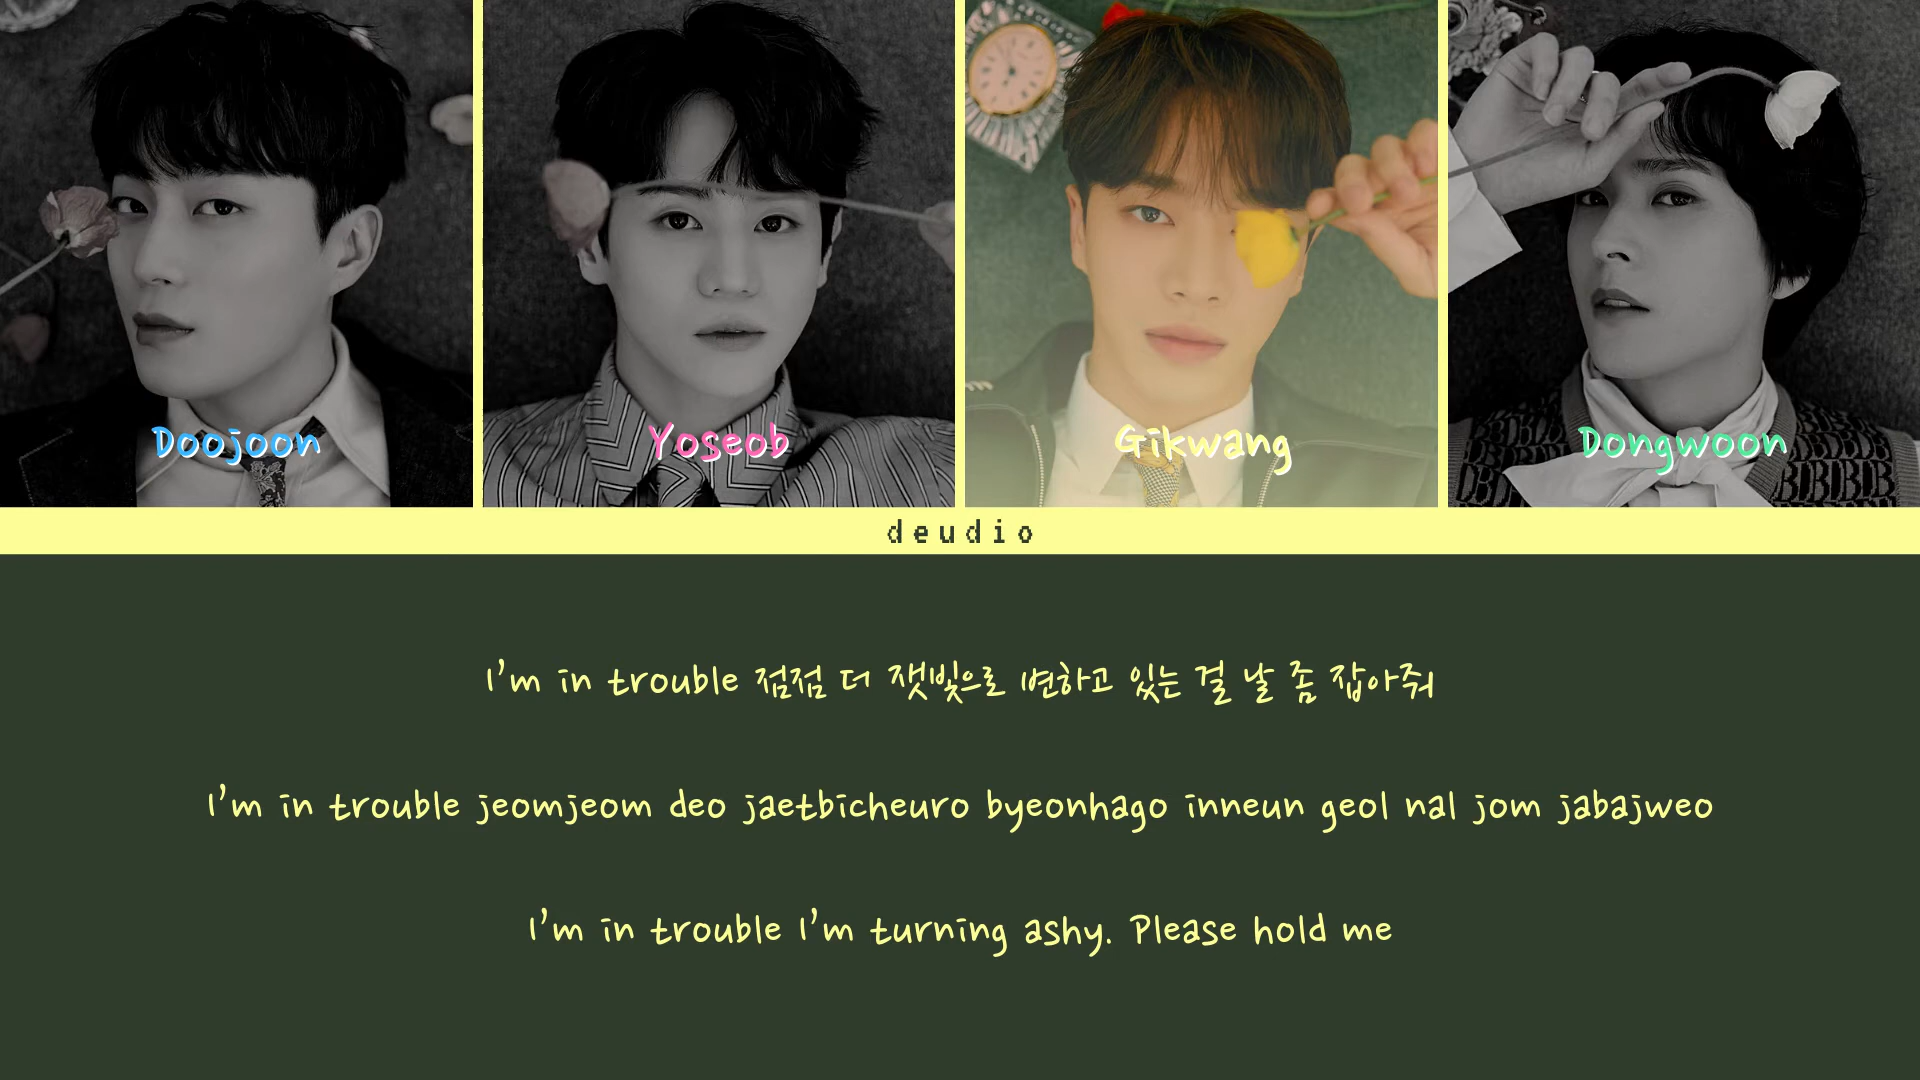 Doojoon
Yoseob
Gikwang
Dongwoon
deudio
I'm in trouble 점점 더 잿빛으로 변하고 있는 걸 날 좀 잡아줘
I'm in trouble jeomjeom deo jaetbicheuro byeonhago inneun geol nal jom jabajweo
I'm in trouble I'm turning ashy. Please hold me